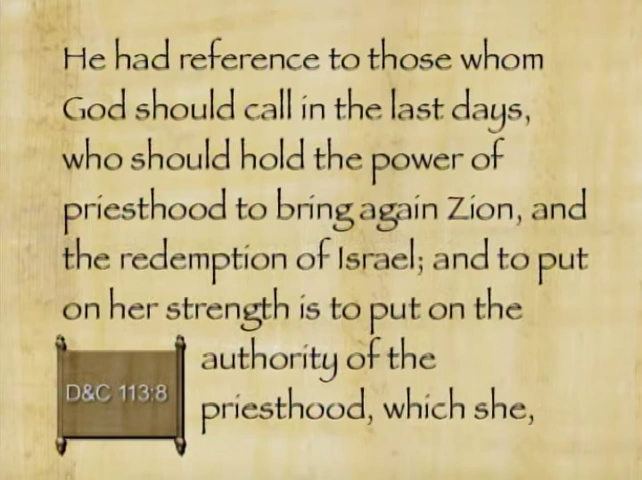 He had reference to those whom
God should call in the last days,
who should hold the power of
priesthood to bring again Zion, and
the redemption of Israel; and to put
on her strength is to put on the
authority of the
priesthood, which she,
D&C 113:8